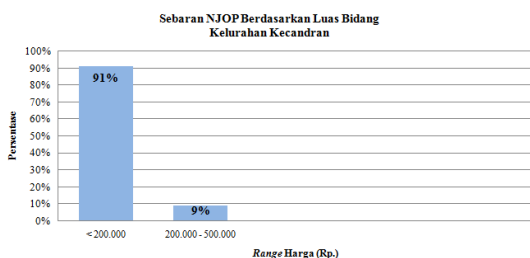 Sebaran NJOP Berdasarkan Luas Bidang
Kelurahan Kecandran
100%
90%
80%
70%
60%
50%
40%
30%
20%
10%
0%
Persentase
91%
9%
< 200.000
200.000 - 500.000
Range Harga (Rp.)